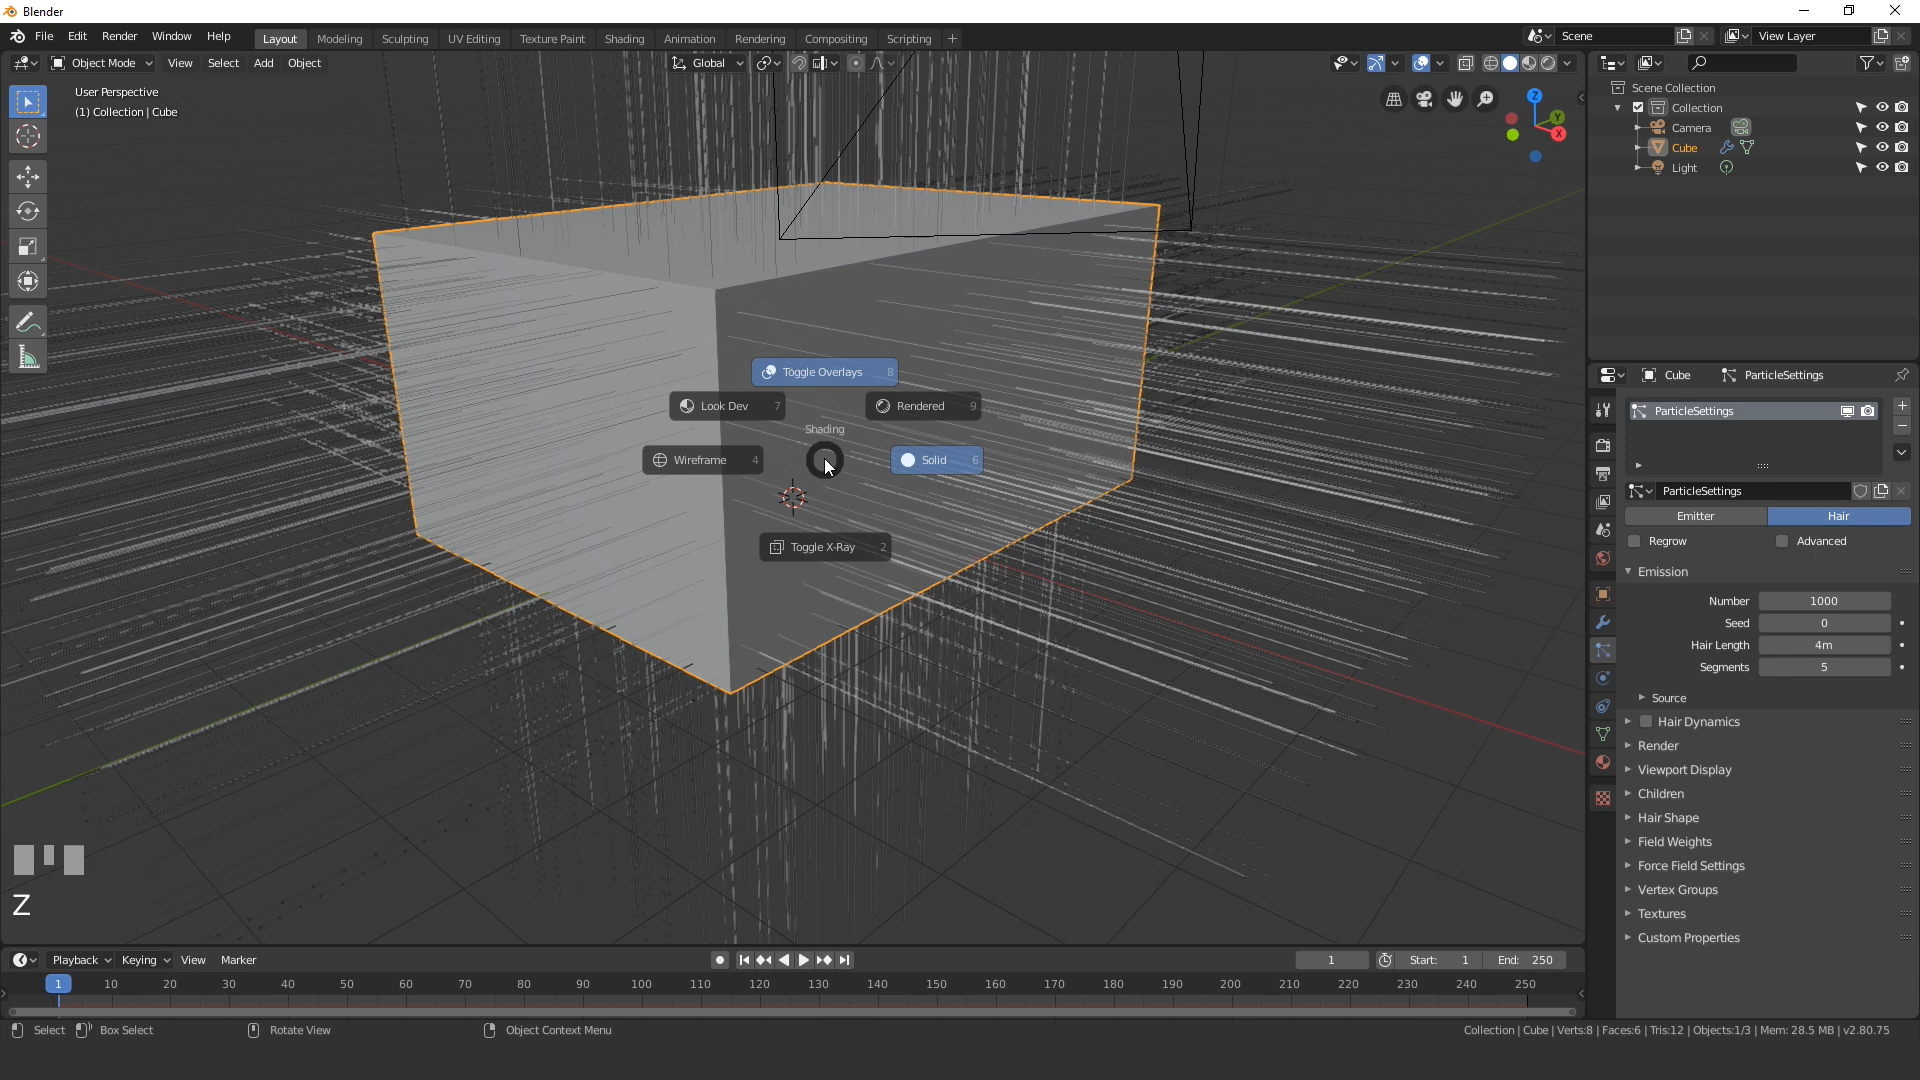 Blender
File Edit Render Window Help Layout Modeling Sculpting UV Editing Texture Paint Shading Animation Rendering Compositing Scripting + Scene View Layer
Object Mode View Select Add Object Global
User Perspective
(1) Collection | Cube
Z
Y
X
Scene Collection
Collection
Camera
Cube
Light
Toggle Overlays 8
Look Dev 7
Rendered 9
Shading
Wireframe 4
Solid 6
Toggle X-Ray 2
Z
Cube ParticleSettings
ParticleSettings
ParticleSettings
Emitter Hair
Regrow Advanced
Emission
Number 1000
Seed 0
Hair Length 4m
Segments 5
Source
Hair Dynamics
Render
Viewport Display
Children
Hair Shape
Field Weights
Force Field Settings
Vertex Groups
Textures
Custom Properties
Playback Keying View Marker 1 Start: 1 End: 250
1 10 20 30 40 50 60 70 80 90 100 110 120 130 140 150 160 170 180 190 200 210 220 230 240 250
Select Box Select Rotate View Object Context Menu Collection | Cube | Verts:8 | Faces:6 | Tris:12 | Objects:1/3 | Mem: 28.5 MB | v2.80.75